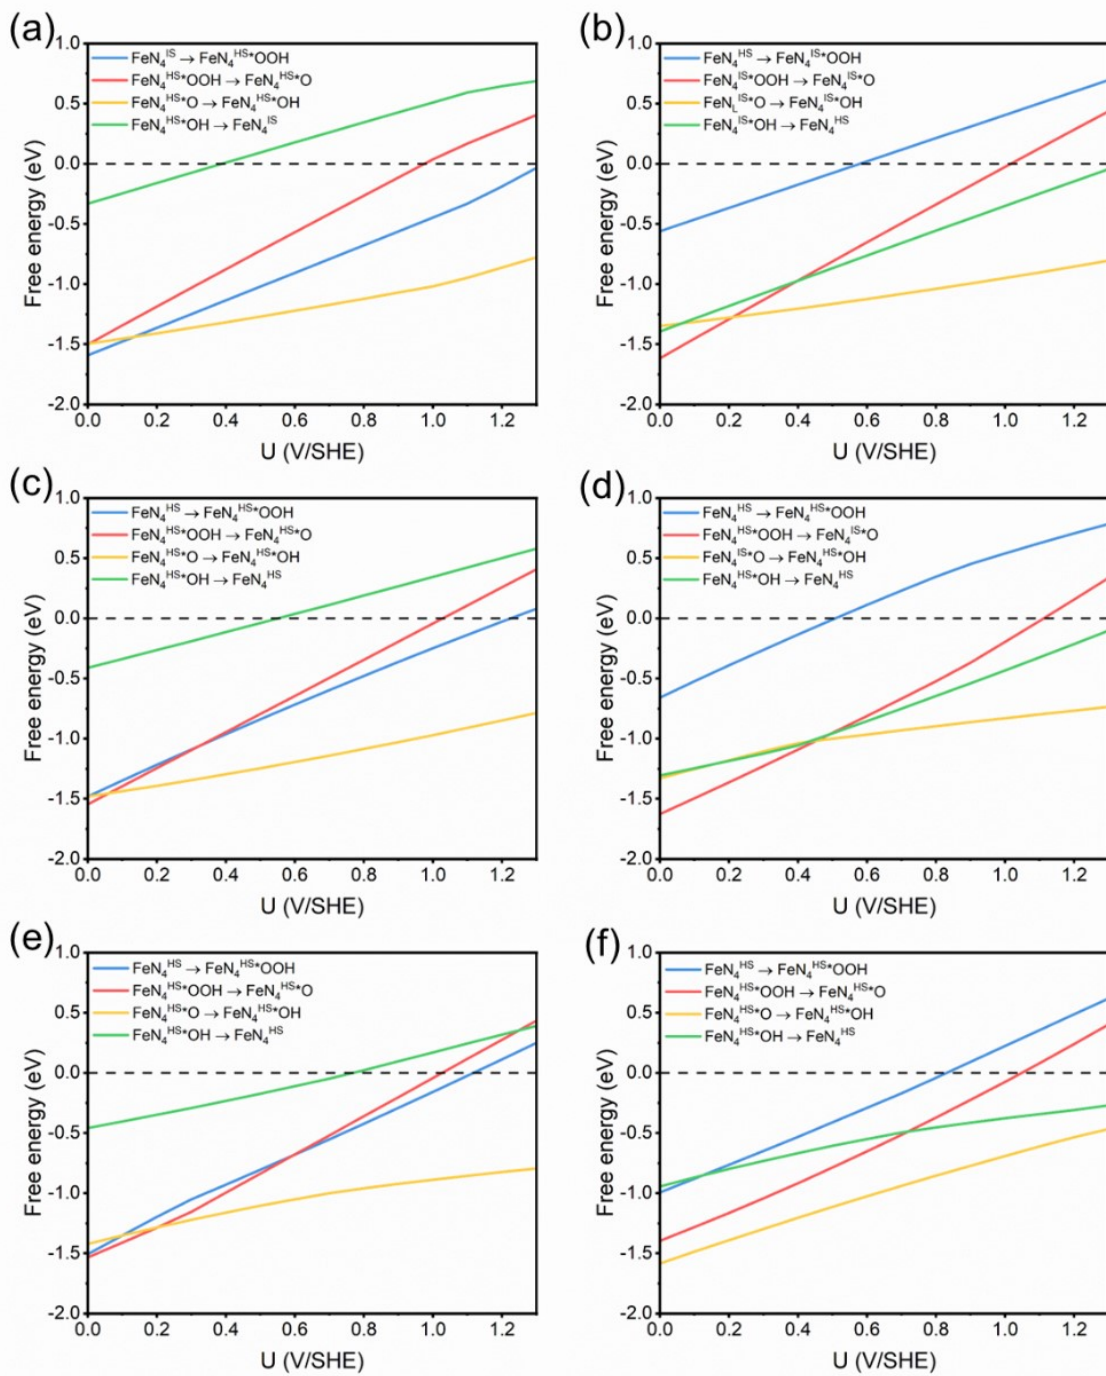 (a)
1.0
0.5
0.0
-0.5
-1.0
-1.5
-2.0
Free energy (eV)
FeN₄ᴵˢ → FeN₄ᴴˢ*OOH
FeN₄ᴴˢ*OOH → FeN₄ᴴˢ*O
FeN₄ᴴˢ*O → FeN₄ᴴˢ*OH
FeN₄ᴴˢ*OH → FeN₄ᴵˢ
0.0 0.2 0.4 0.6 0.8 1.0 1.2
U (V/SHE)
(b)
1.0
0.5
0.0
-0.5
-1.0
-1.5
-2.0
Free energy (eV)
FeN₄ᴴˢ → FeN₄ᴵˢ*OOH
FeN₄ᴵˢ*OOH → FeN₄ᴵˢ*O
FeN_Lᴵˢ*O → FeN₄ᴵˢ*OH
FeN₄ᴵˢ*OH → FeN₄ᴴˢ
0.0 0.2 0.4 0.6 0.8 1.0 1.2
U (V/SHE)
(c)
1.0
0.5
0.0
-0.5
-1.0
-1.5
-2.0
Free energy (eV)
FeN₄ᴴˢ → FeN₄ᴴˢ*OOH
FeN₄ᴴˢ*OOH → FeN₄ᴴˢ*O
FeN₄ᴴˢ*O → FeN₄ᴴˢ*OH
FeN₄ᴴˢ*OH → FeN₄ᴴˢ
0.0 0.2 0.4 0.6 0.8 1.0 1.2
U (V/SHE)
(d)
1.0
0.5
0.0
-0.5
-1.0
-1.5
-2.0
Free energy (eV)
FeN₄ᴴˢ → FeN₄ᴴˢ*OOH
FeN₄ᴴˢ*OOH → FeN₄ᴵˢ*O
FeN₄ᴵˢ*O → FeN₄ᴴˢ*OH
FeN₄ᴴˢ*OH → FeN₄ᴴˢ
0.0 0.2 0.4 0.6 0.8 1.0 1.2
U (V/SHE)
(e)
1.0
0.5
0.0
-0.5
-1.0
-1.5
-2.0
Free energy (eV)
FeN₄ᴴˢ → FeN₄ᴴˢ*OOH
FeN₄ᴴˢ*OOH → FeN₄ᴴˢ*O
FeN₄ᴴˢ*O → FeN₄ᴴˢ*OH
FeN₄ᴴˢ*OH → FeN₄ᴴˢ
0.0 0.2 0.4 0.6 0.8 1.0 1.2
U (V/SHE)
(f)
1.0
0.5
0.0
-0.5
-1.0
-1.5
-2.0
Free energy (eV)
FeN₄ᴴˢ → FeN₄ᴴˢ*OOH
FeN₄ᴴˢ*OOH → FeN₄ᴴˢ*O
FeN₄ᴴˢ*O → FeN₄ᴴˢ*OH
FeN₄ᴴˢ*OH → FeN₄ᴴˢ
0.0 0.2 0.4 0.6 0.8 1.0 1.2
U (V/SHE)